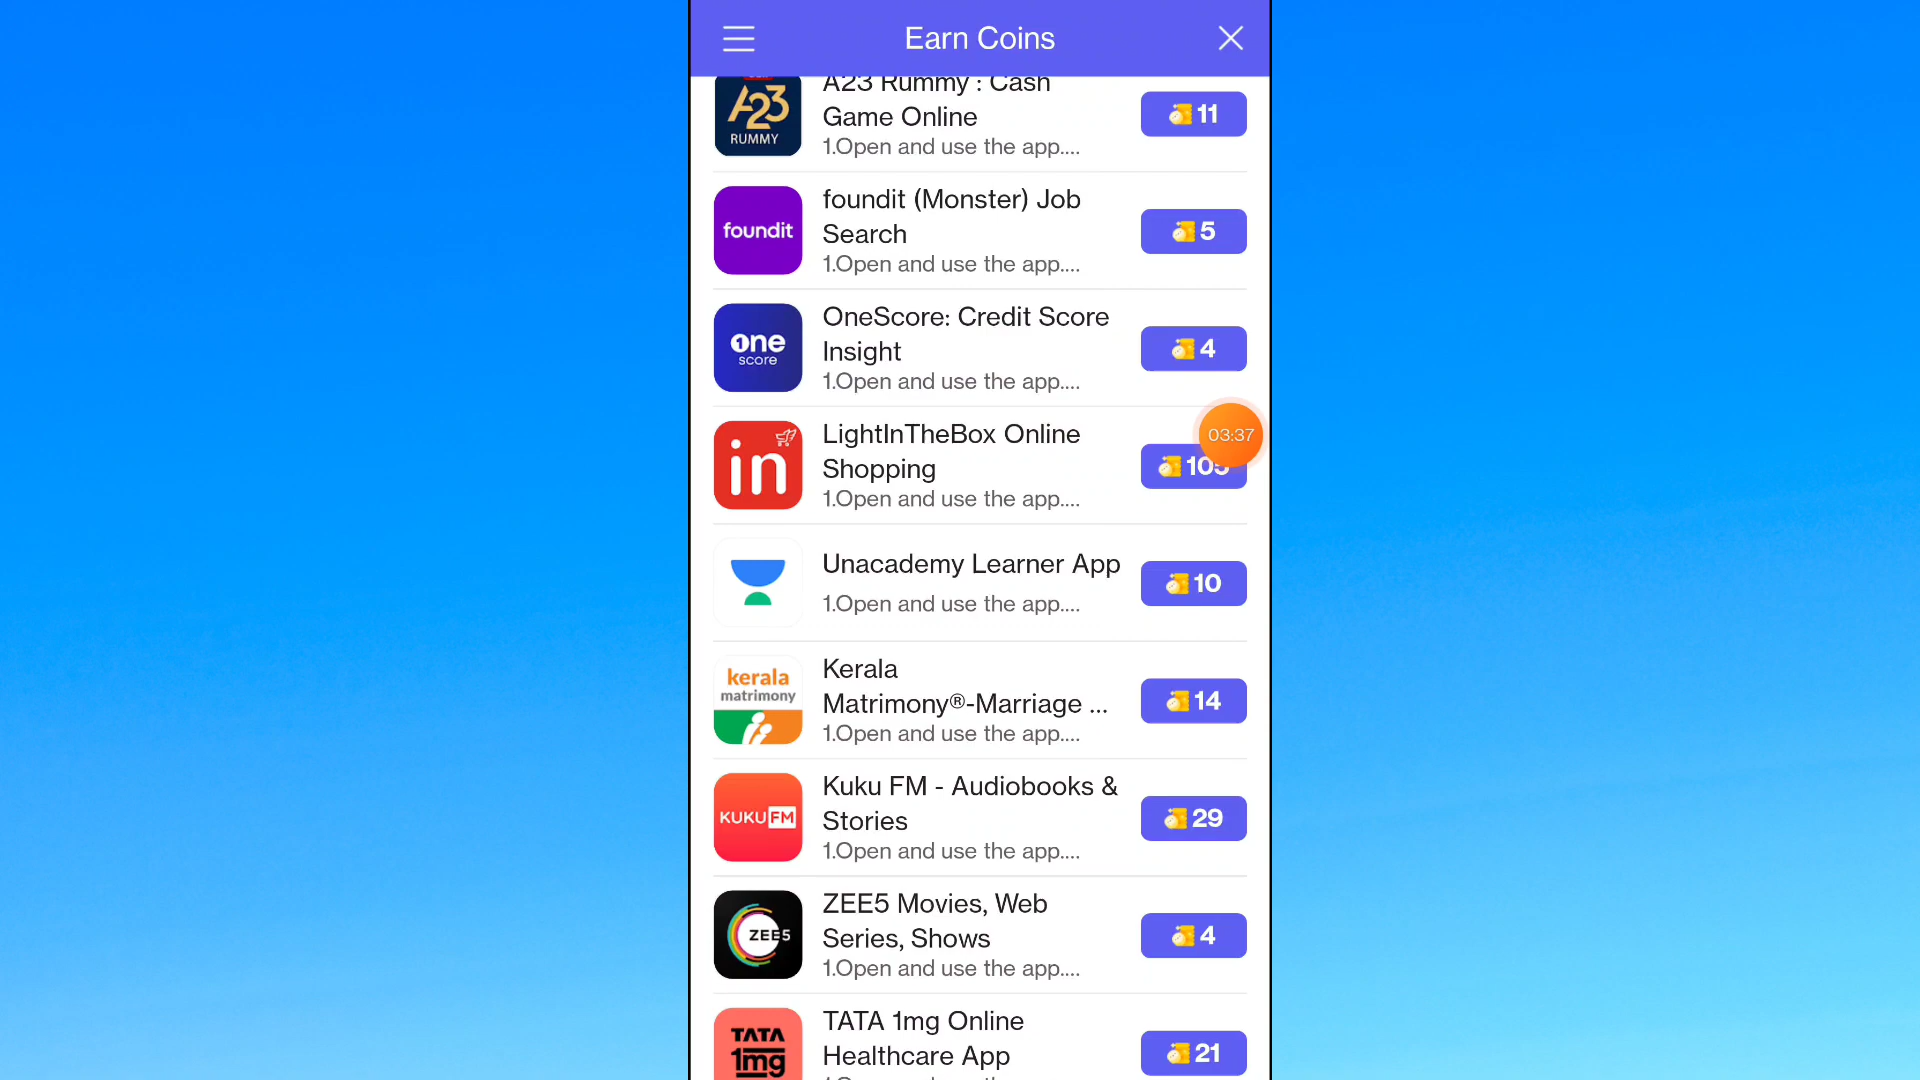 Earn Coins
A23 Rummy : Cash
Game Online
1.Open and use the app....
11
A23
RUMMY
foundit (Monster) Job
Search
1.Open and use the app....
5
foundit
OneScore: Credit Score
Insight
1.Open and use the app....
4
one
score
LightInTheBox Online
Shopping
1.Open and use the app....
105
03:37
in
Unacademy Learner App
1.Open and use the app....
10
Kerala
Matrimony®-Marriage ...
1.Open and use the app....
14
kerala
matrimony
Kuku FM - Audiobooks &
Stories
1.Open and use the app....
29
KUKU FM
ZEE5 Movies, Web
Series, Shows
1.Open and use the app....
4
ZEE5
TATA 1mg Online
Healthcare App
21
TATA
1mg